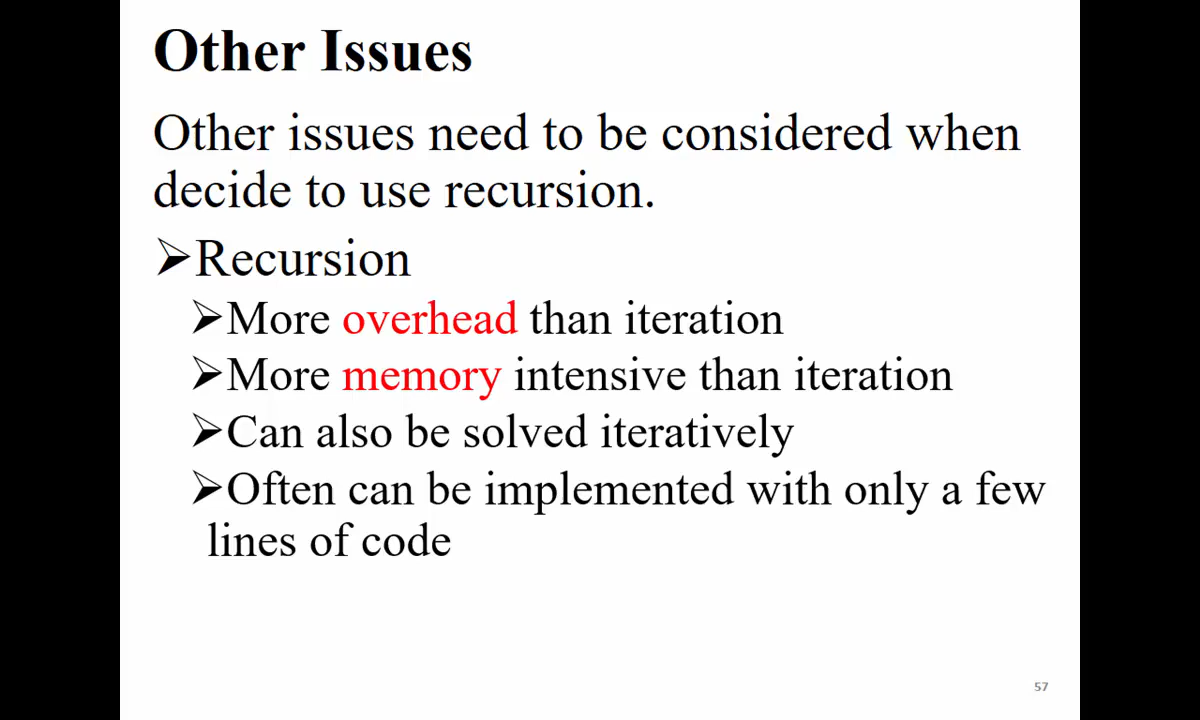 Other Issues
Other issues need to be considered when
decide to use recursion.
➢Recursion
➢More overhead than iteration
➢More memory intensive than iteration
➢Can also be solved iteratively
➢Often can be implemented with only a few
lines of code
57